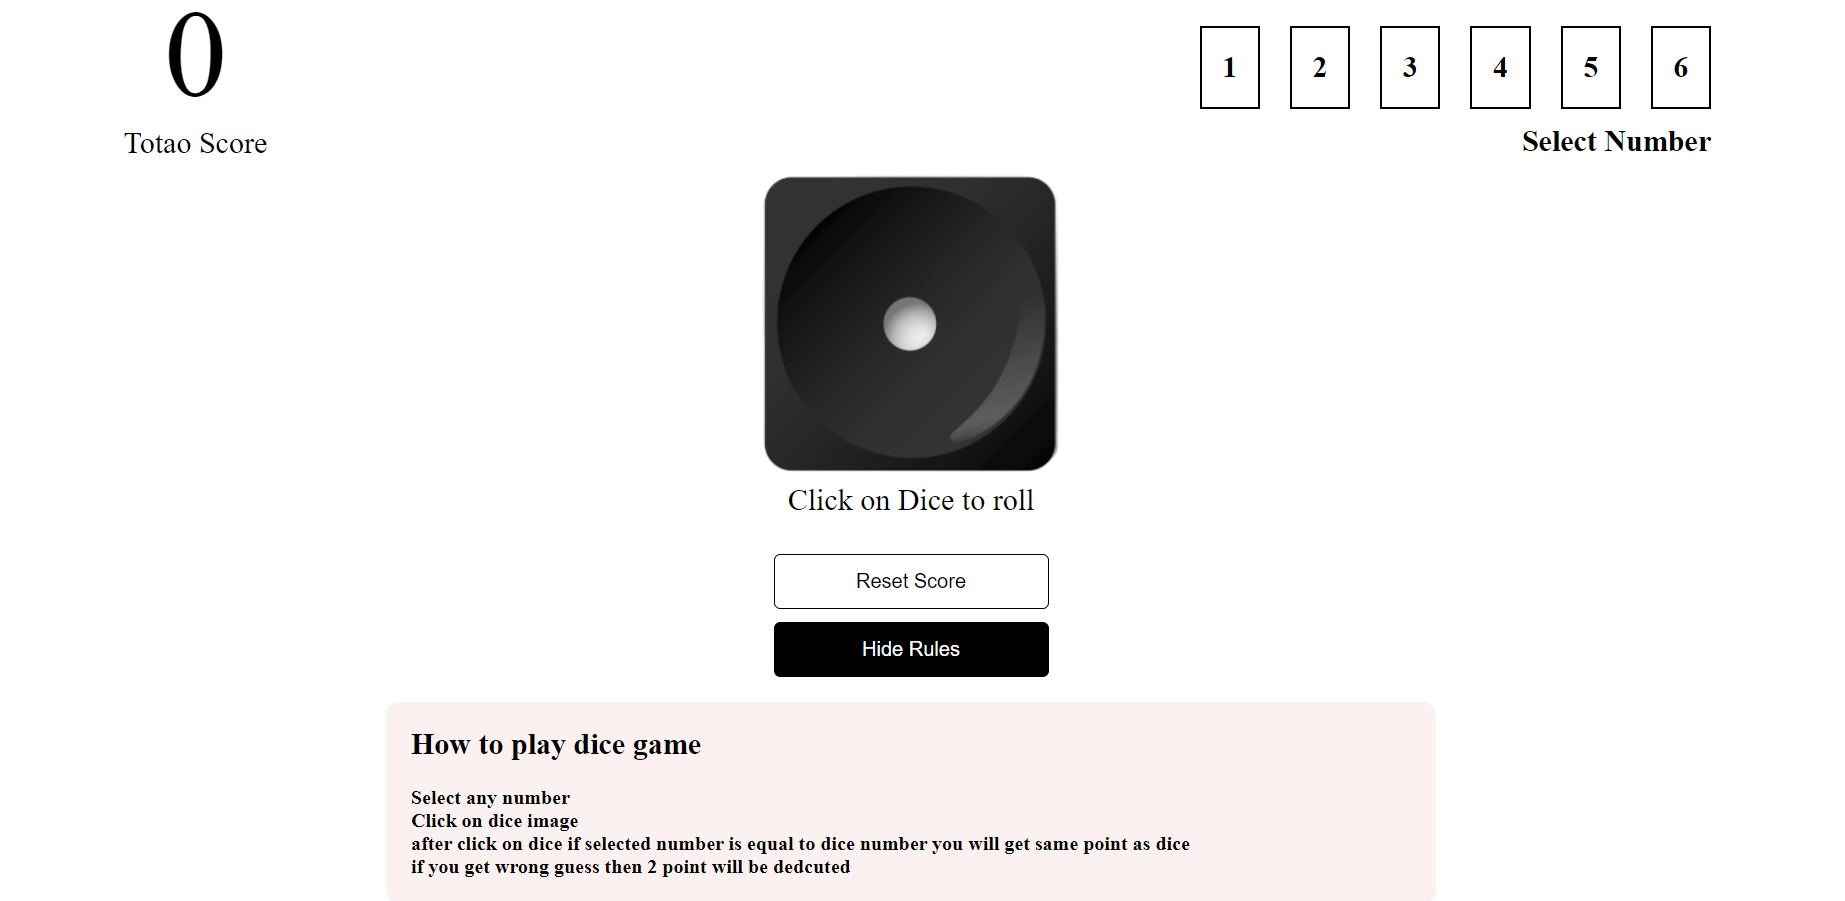 0
Totao Score
1 2 3 4 5 6
Select Number
Click on Dice to roll
Reset Score
Hide Rules
How to play dice game
Select any number
Click on dice image
after click on dice if selected number is equal to dice number you will get same point as dice
if you get wrong guess then 2 point will be dedcuted